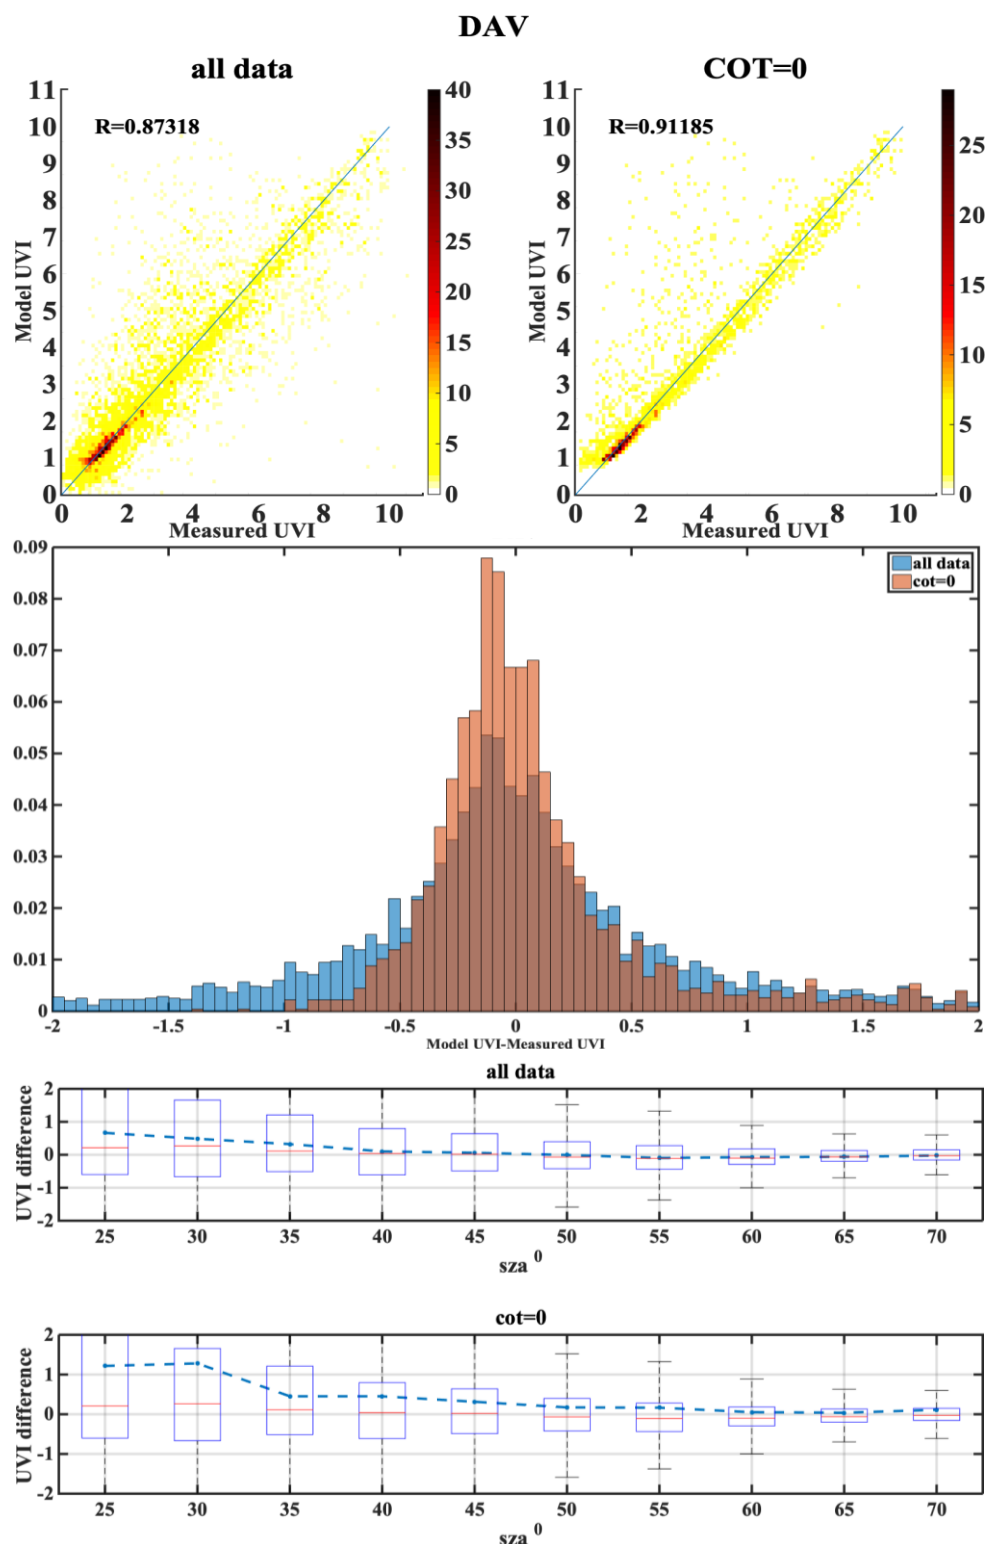 DAV
all data COT=0
11 40 11
10 R=0.87318 35 10 R=0.91185 25
9 9
8 30 8 20
7 25 7
6 20 6 15
5 5
4 15 4 10
3 10 3
2 2 5
1 5 1
0 0 0 0
0 2 4 6 8 10 0 2 4 6 8 10
Model UVI Model UVI
Measured UVI Measured UVI
0.09
all data
cot=0
0.08
0.07
0.06
0.05
0.04
0.03
0.02
0.01
0
-2 -1.5 -1 -0.5 0 0.5 1 1.5 2
Model UVI-Measured UVI
all data
UVI difference
2
1
0
-1
-2
25 30 35 40 45 50 55 60 65 70
sza 0
cot=0
UVI difference
2
1
0
-1
-2
25 30 35 40 45 50 55 60 65 70
sza 0